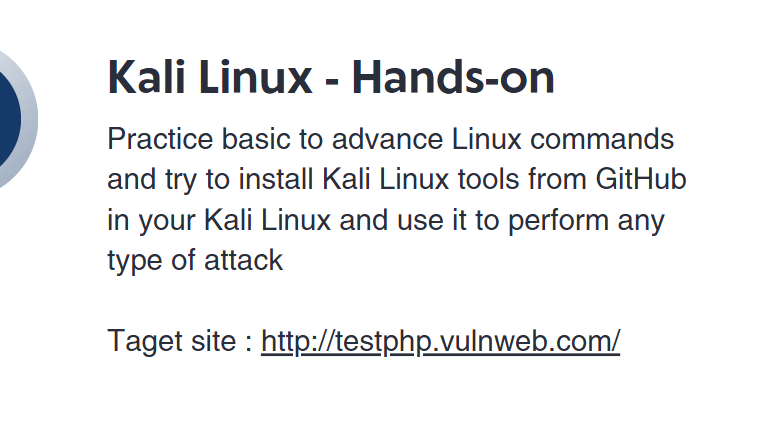 Kali Linux - Hands-on
Practice basic to advance Linux commands
and try to install Kali Linux tools from GitHub
in your Kali Linux and use it to perform any
type of attack
Taget site : http://testphp.vulnweb.com/